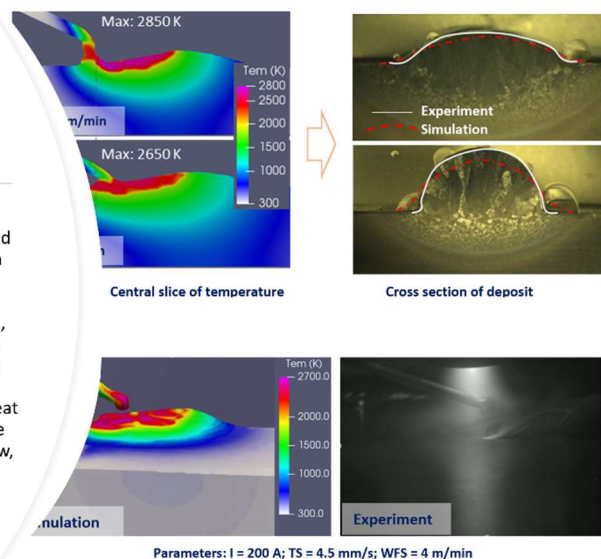 Max: 2850 K
m/min
Max: 2650 K
Tem (K)
2800
2500
2000
1500
1000
300
Experiment
Simulation
Central slice of temperature
Cross section of deposit
eat
Tem (K)
2700.0
2000.0
1500.0
1000.0
300.0
Experiment
Parameters: I = 200 A; TS = 4.5 mm/s; WFS = 4 m/min